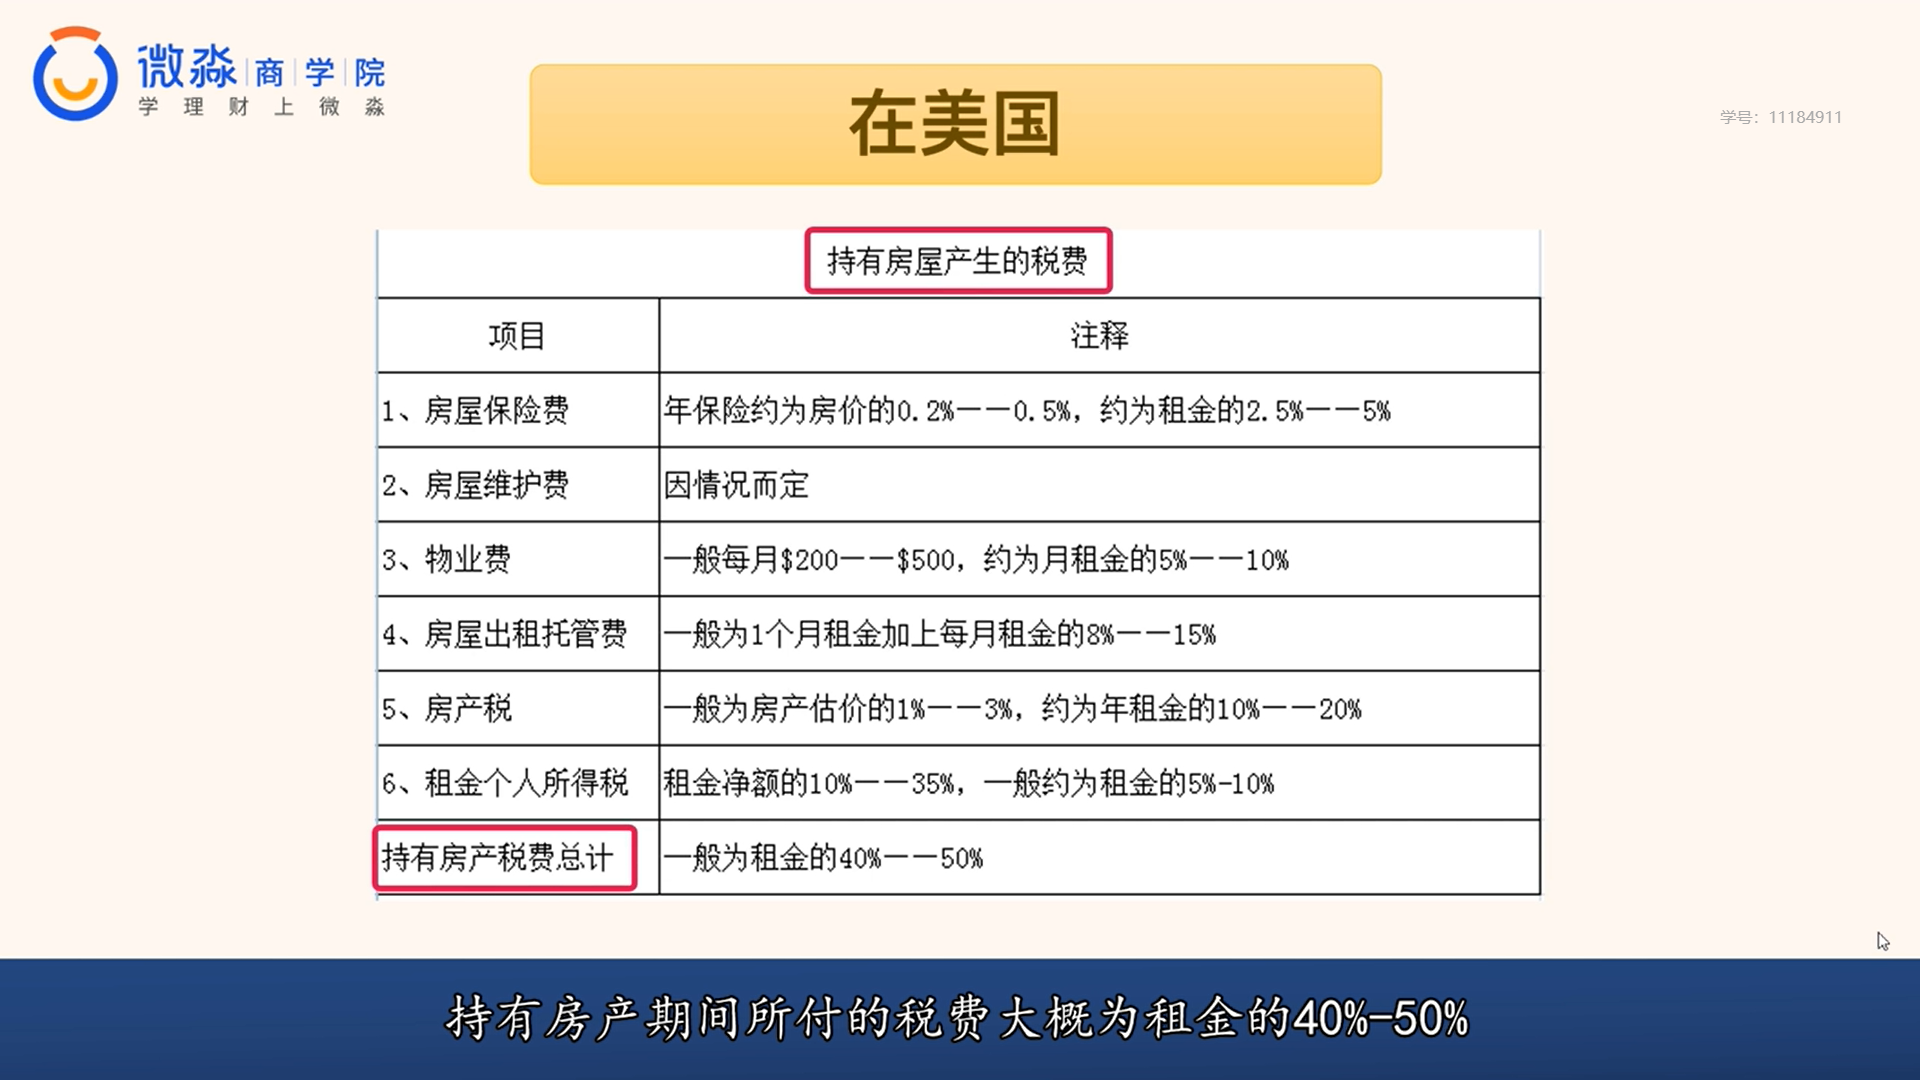 微淼商学院
学理财上微淼
在美国
学号：11184911
持有房屋产生的税费
项目 注释
1、房屋保险费 年保险约为房价的0.2%——0.5%，约为租金的2.5%——5%
2、房屋维护费 因情况而定
3、物业费 一般每月$200——$500，约为月租金的5%——10%
4、房屋出租托管费 一般为1个月租金加上每月租金的8%——15%
5、房产税 一般为房产估价的1%——3%，约为年租金的10%——20%
6、租金个人所得税 租金净额的10%——35%，一般约为租金的5%-10%
持有房产税费总计 一般为租金的40%——50%
持有房产期间所付的税费大概为租金的40%-50%